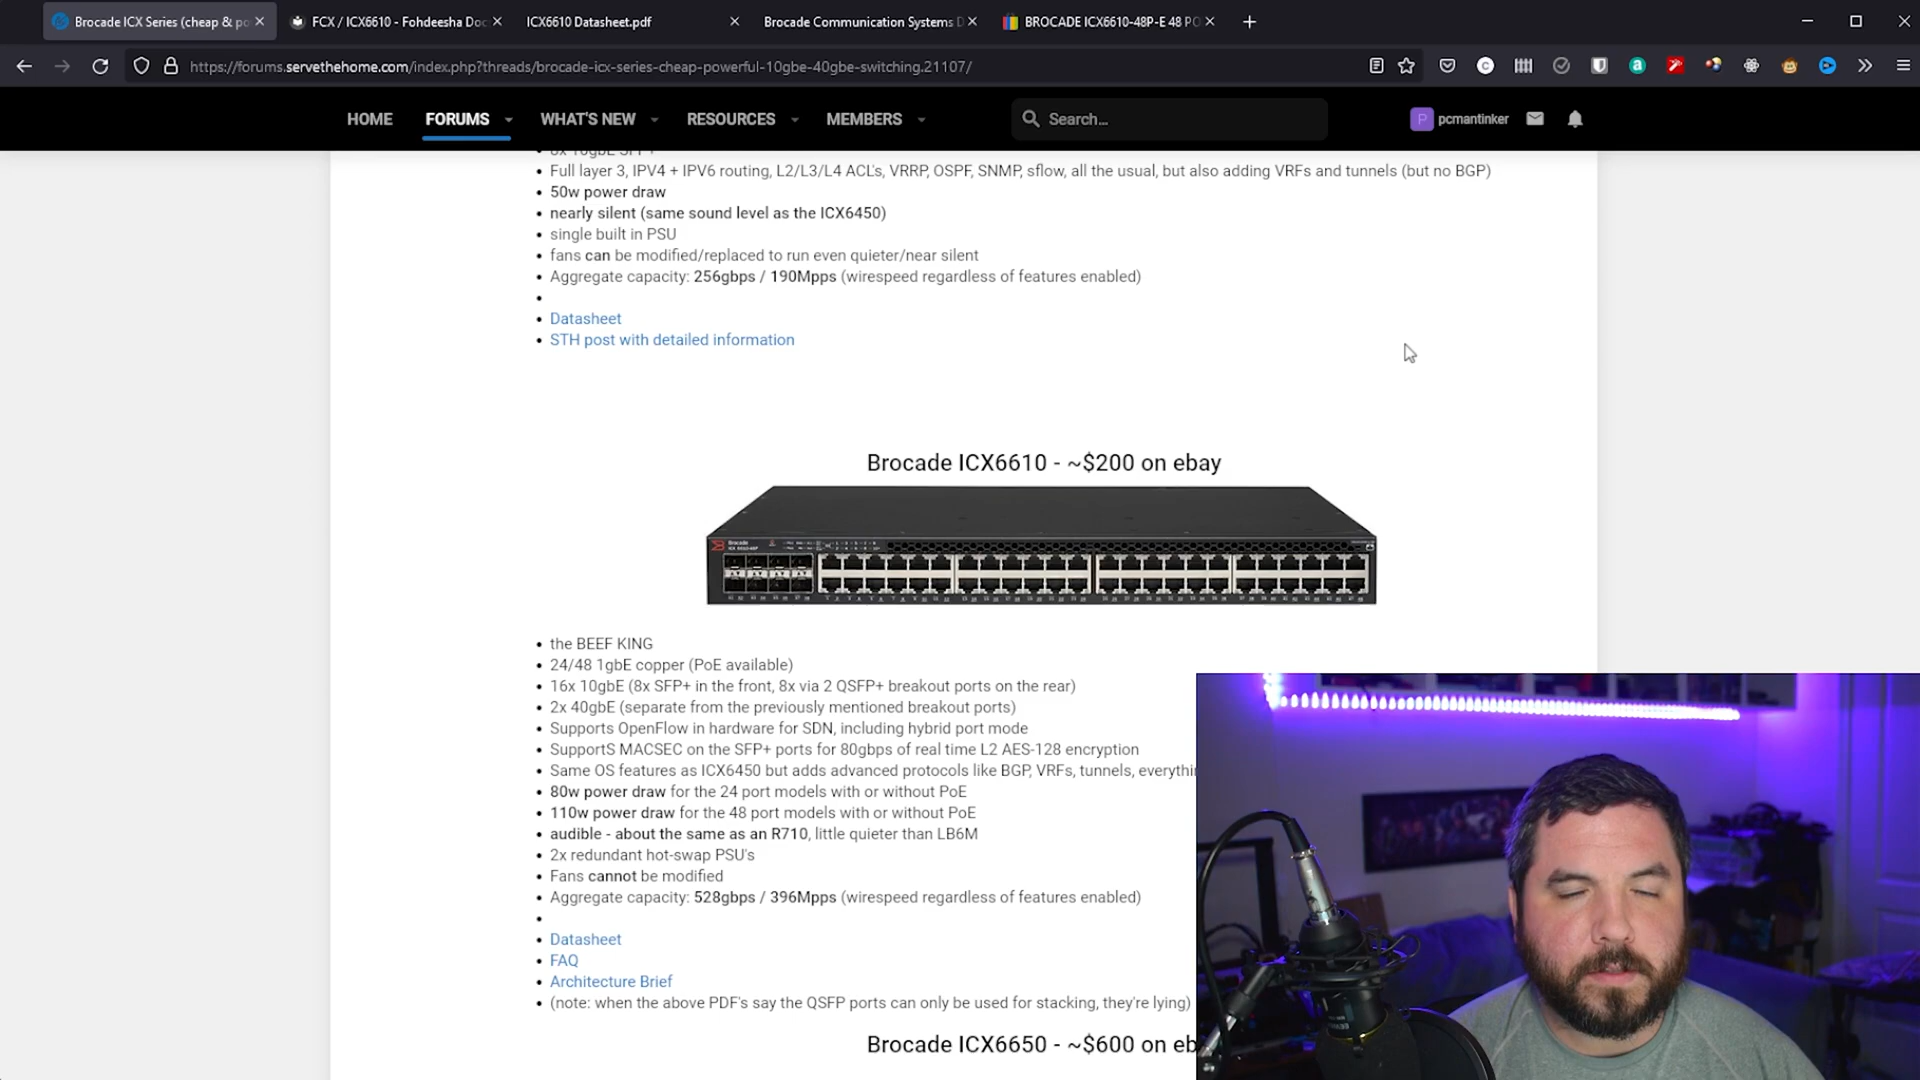 Brocade ICX Series (cheap & po
FCX / ICX6610 - Fohdeesha Doc
ICX6610 Datasheet.pdf
Brocade Communication Systems D
BROCADE ICX6610-48P-E 48 PO
https://forums.servethehome.com/index.php?threads/brocade-icx-series-cheap-powerful-10gbe-40gbe-switching.21107/
HOME
FORUMS
WHAT'S NEW
RESOURCES
MEMBERS
Search...
P
pcmantinker
8x 10gbE SFP+
• Full layer 3, IPV4 + IPV6 routing, L2/L3/L4 ACL's, VRRP, OSPF, SNMP, sflow, all the usual, but also adding VRFs and tunnels (but no BGP)
• 50w power draw
• nearly silent (same sound level as the ICX6450)
• single built in PSU
• fans can be modified/replaced to run even quieter/near silent
• Aggregate capacity: 256gbps / 190Mpps (wirespeed regardless of features enabled)
•
• Datasheet
• STH post with detailed information
Brocade ICX6610 - ~$200 on ebay
Brocade
• the BEEF KING
• 24/48 1gbE copper (PoE available)
• 16x 10gbE (8x SFP+ in the front, 8x via 2 QSFP+ breakout ports on the rear)
• 2x 40gbE (separate from the previously mentioned breakout ports)
• Supports OpenFlow in hardware for SDN, including hybrid port mode
• SupportS MACSEC on the SFP+ ports for 80gbps of real time L2 AES-128 encryption
• Same OS features as ICX6450 but adds advanced protocols like BGP, VRFs, tunnels, everythin
• 80w power draw for the 24 port models with or without PoE
• 110w power draw for the 48 port models with or without PoE
• audible - about the same as an R710, little quieter than LB6M
• 2x redundant hot-swap PSU's
• Fans cannot be modified
• Aggregate capacity: 528gbps / 396Mpps (wirespeed regardless of features enabled)
•
• Datasheet
• FAQ
• Architecture Brief
• (note: when the above PDF's say the QSFP ports can only be used for stacking, they're lying)
Brocade ICX6650 - ~$600 on eb